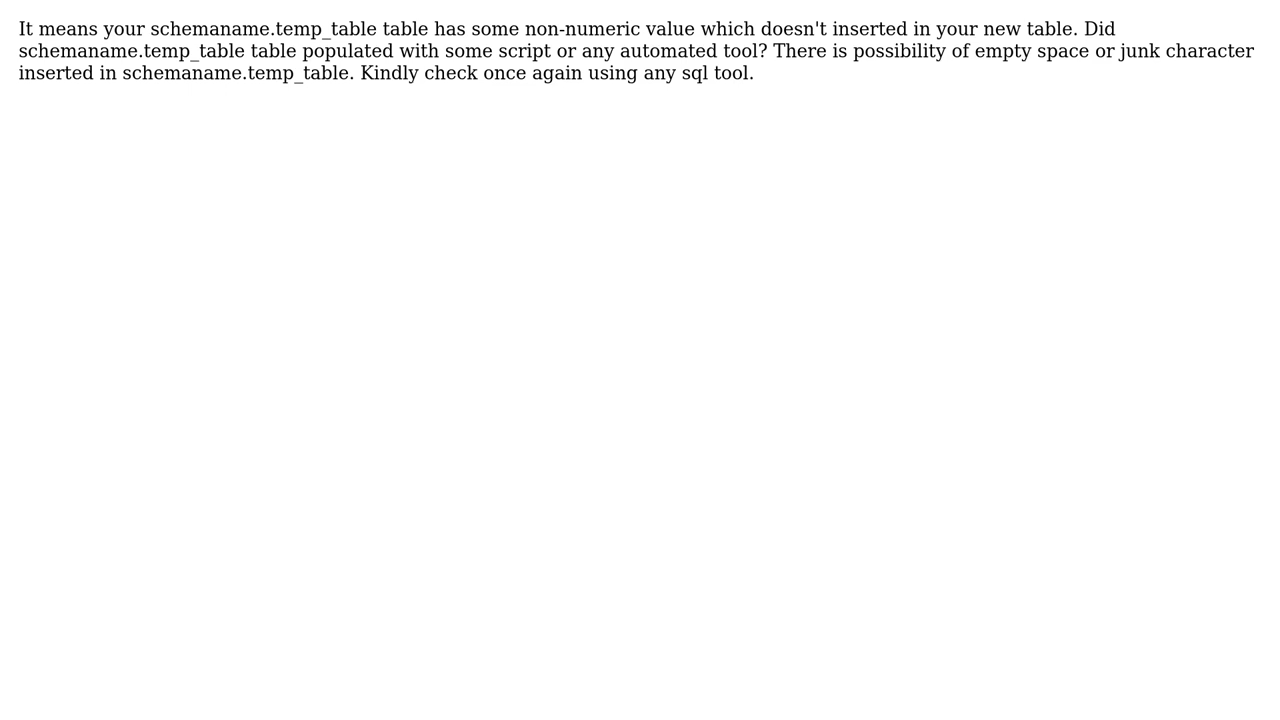 It means your schemaname.temp_table table has some non-numeric value which doesn't inserted in your new table. Did
schemaname.temp_table table populated with some script or any automated tool? There is possibility of empty space or junk character
inserted in schemaname.temp_table. Kindly check once again using any sql tool.